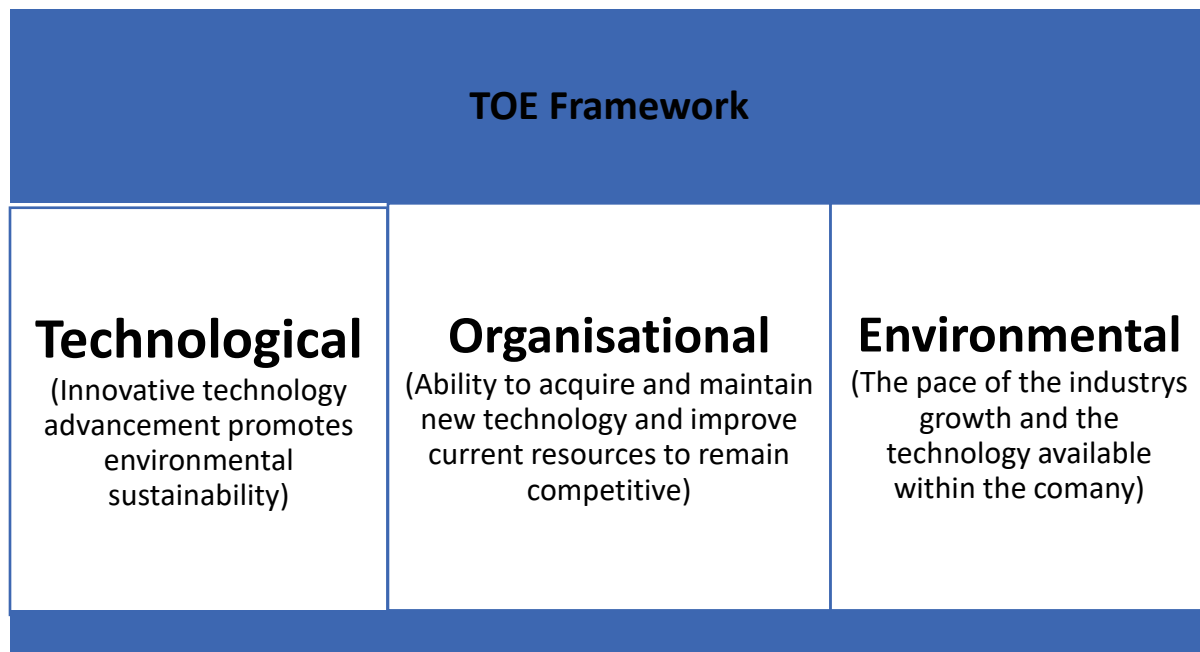 TOE Framework
Technological
(Innovative technology
advancement promotes
environmental
sustainability)
Organisational
(Ability to acquire and maintain
new technology and improve
current resources to remain
competitive)
Environmental
(The pace of the industrys
growth and the
technology available
within the comany)